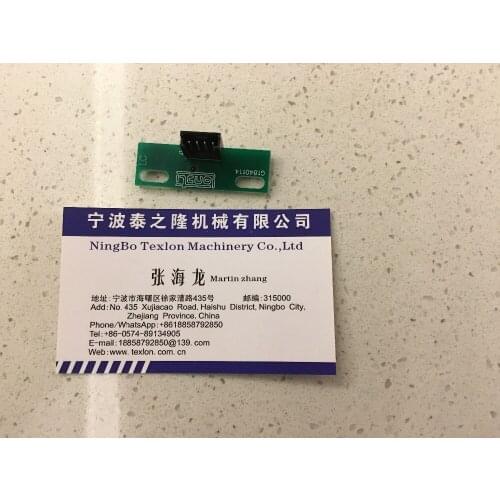 LC
GTB40114
宁波泰之隆机械有限公司
NingBo Texlon Machinery Co.,Ltd
张海龙 Martin zhang
地址:宁波市海曙区徐家漕路435号 邮编:315000
Add:No. 435 Xujiacao Road, Haishu District, Ningbo City,
Zhejiang Province.China
Phone/WhatsApp:+8618858792850
Tel:+86-0574-89134905
E-mail:18858792850@139.com
Web:www.texlon.com.cn